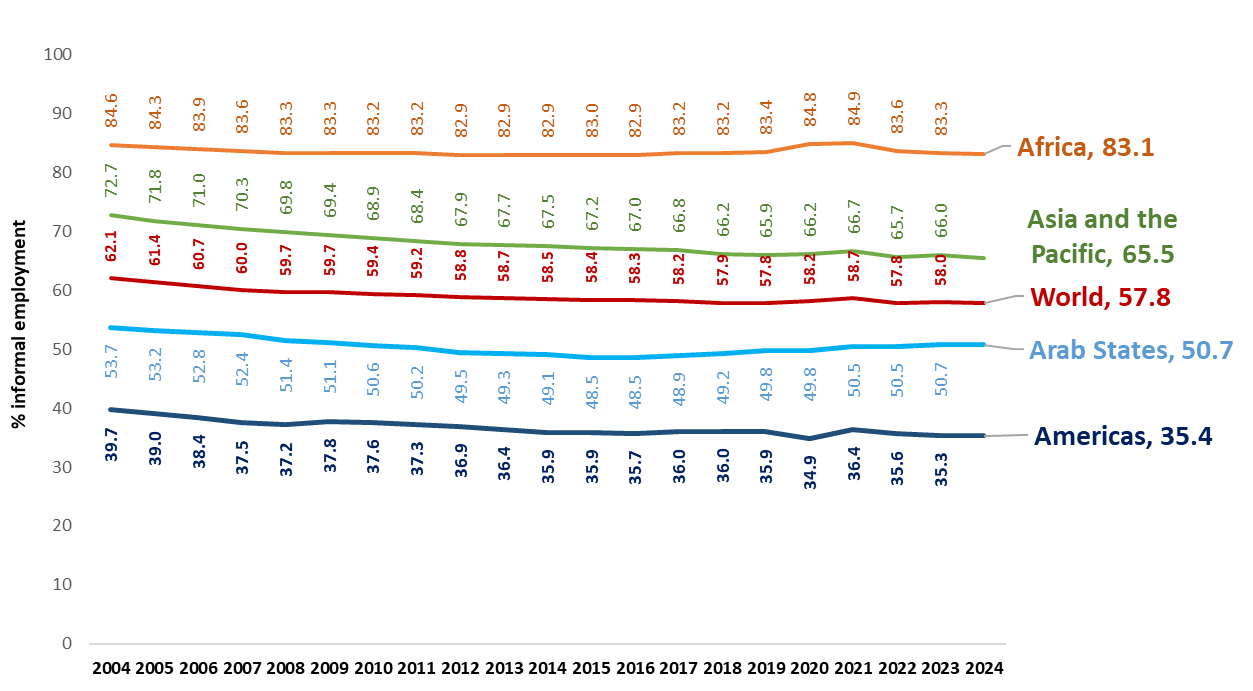 100
90
80
70
60
50
40
30
20
10
0
% informal employment
84.6 84.3 83.9 83.6 83.3 83.3 83.2 83.2 82.9 82.9 82.9 83.0 82.9 83.2 83.2 83.4 84.8 84.9 83.6 83.3
Africa, 83.1
72.7 71.8 71.0 70.3 69.8 69.4 68.9 68.4 67.9 67.7 67.5 67.2 67.0 66.8 66.2 65.9 66.2 66.7 65.7 66.0
Asia and the
Pacific, 65.5
62.1 61.4 60.7 60.0 59.7 59.7 59.4 59.2 58.8 58.7 58.5 58.4 58.3 58.2 57.9 57.8 58.2 58.7 57.8 58.0
World, 57.8
53.7 53.2 52.8 52.4 51.4 51.1 50.6 50.2 49.5 49.3 49.1 48.5 48.5 48.9 49.2 49.8 49.8 50.5 50.5 50.7
Arab States, 50.7
39.7 39.0 38.4 37.5 37.2 37.8 37.6 37.3 36.9 36.4 35.9 35.9 35.7 36.0 36.0 35.9 34.9 36.4 35.6 35.3
Americas, 35.4
2004 2005 2006 2007 2008 2009 2010 2011 2012 2013 2014 2015 2016 2017 2018 2019 2020 2021 2022 2023 2024